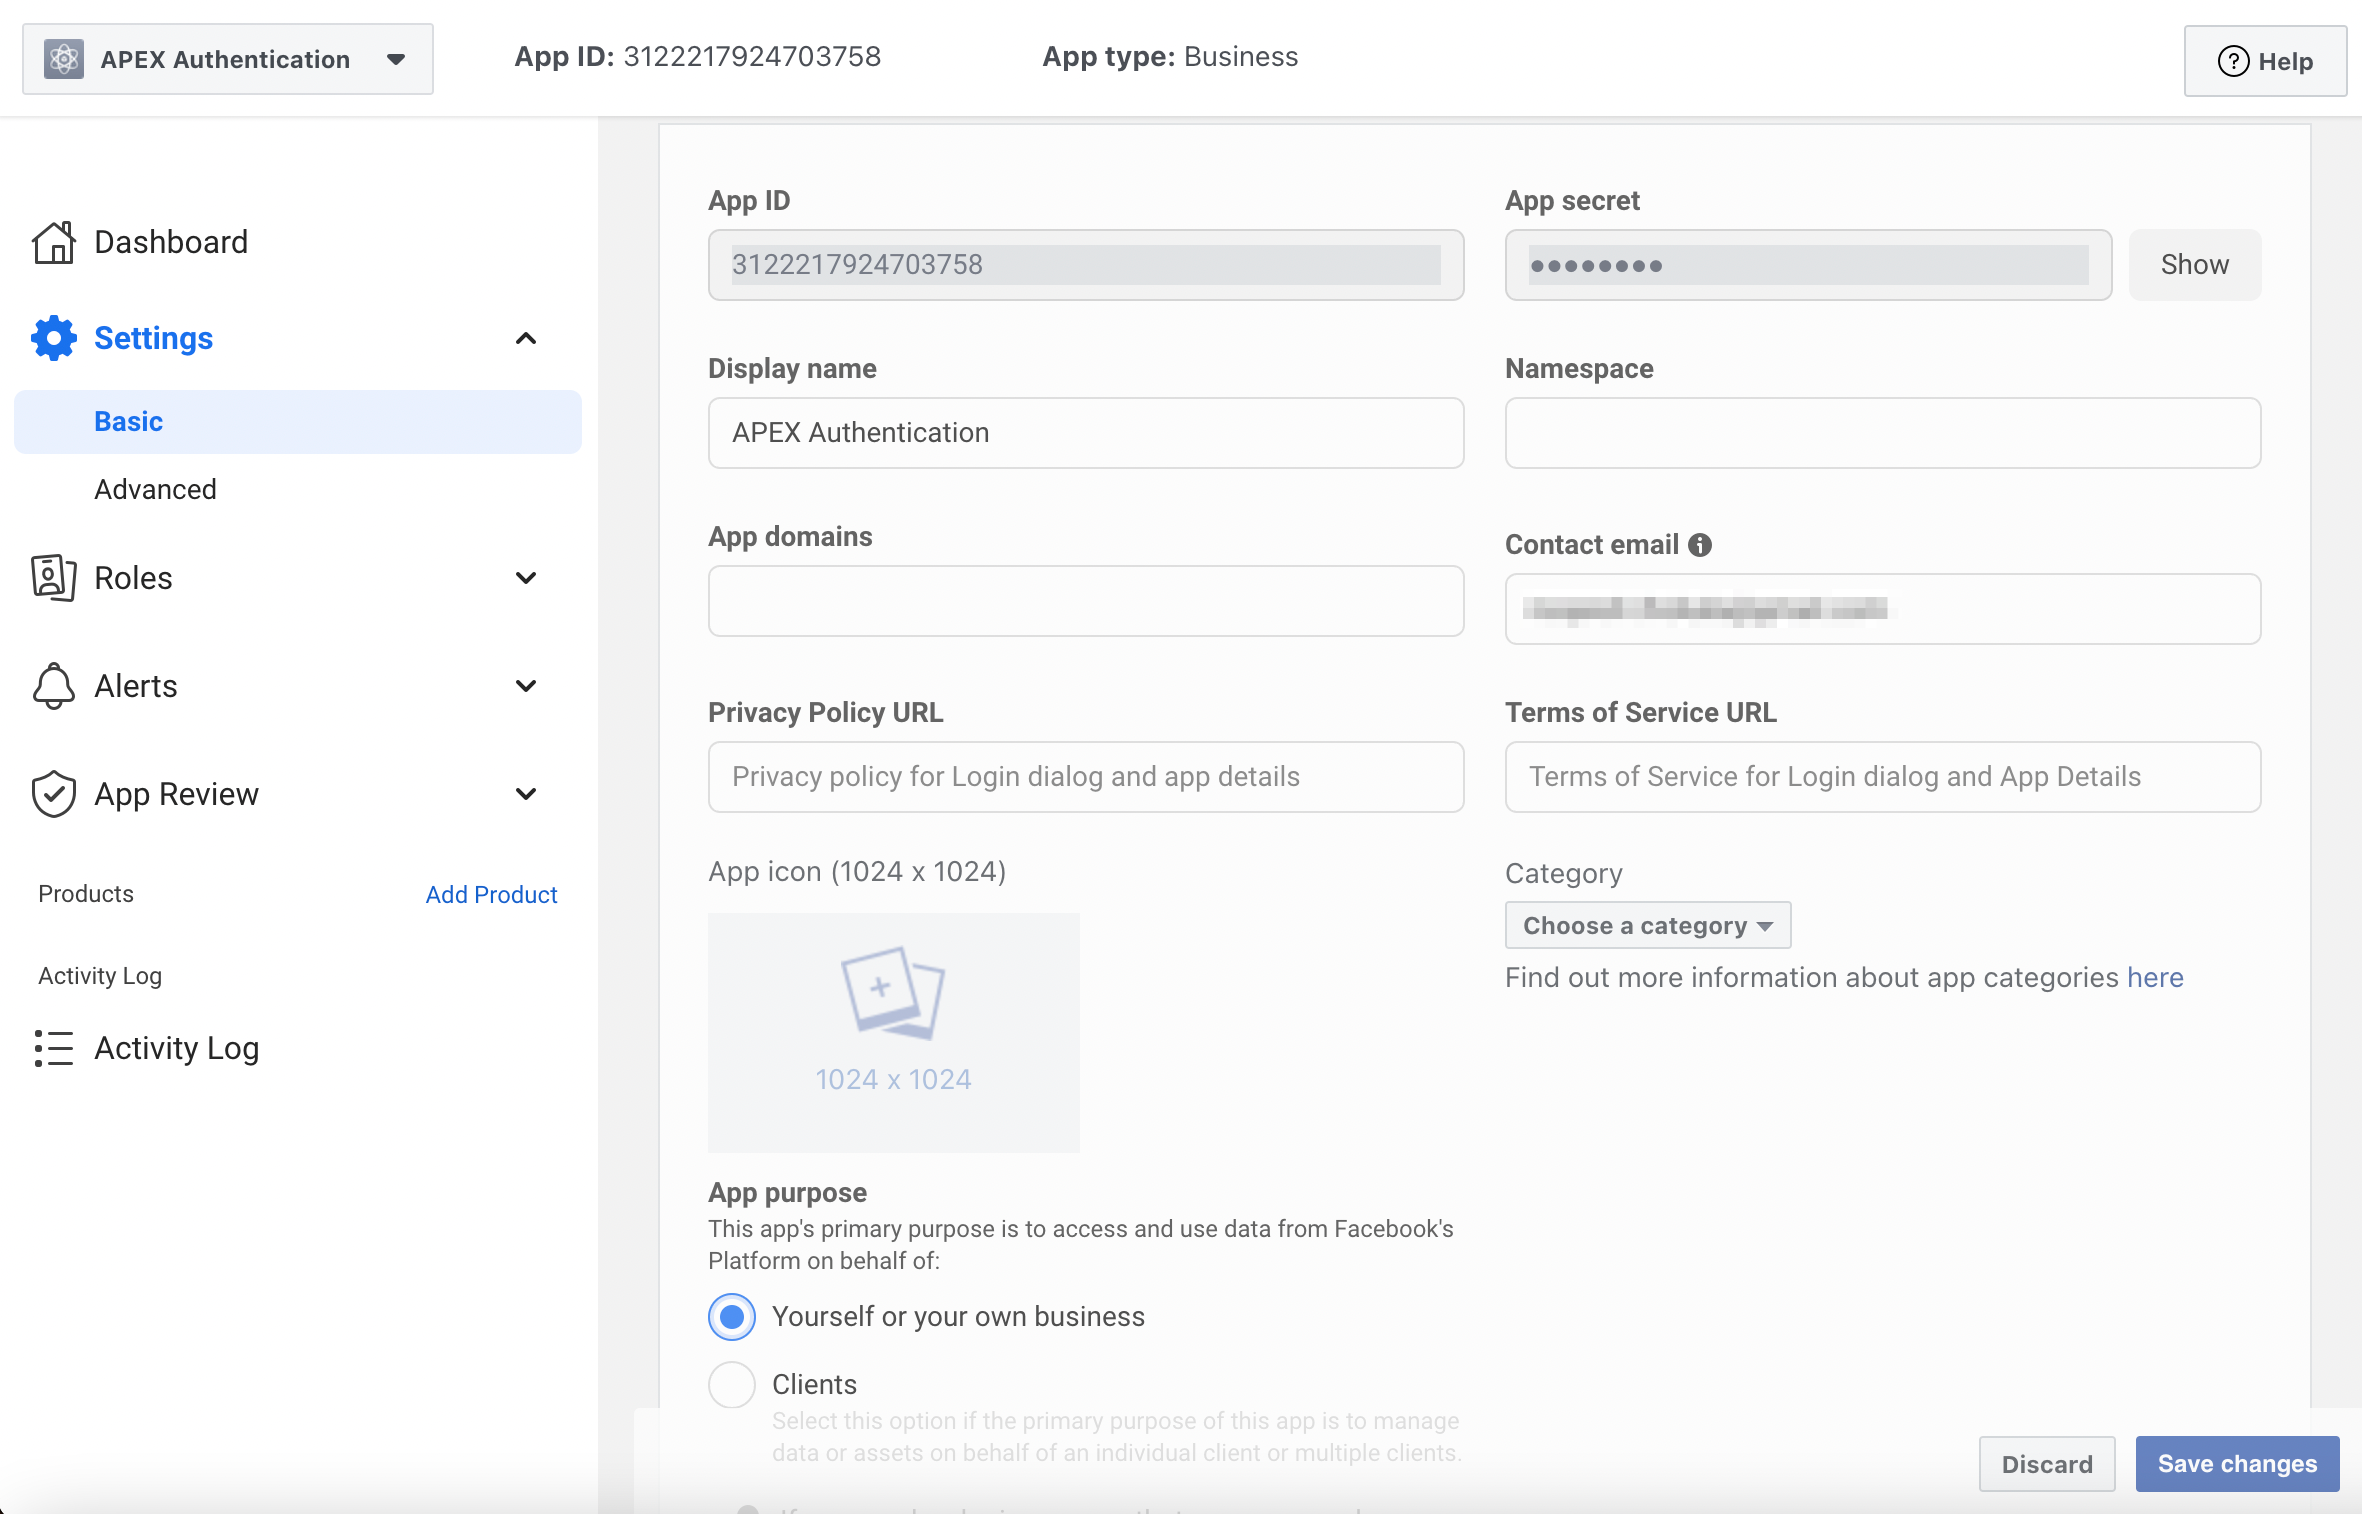 APEX Authentication
App ID: 3122217924703758
App type: Business
Help
Dashboard
Settings
Basic
Advanced
Roles
Alerts
App Review
Products
Add Product
Activity Log
Activity Log
App ID
3122217924703758
App secret
••••••••
Show
Display name
APEX Authentication
Namespace
App domains
Contact email
Privacy Policy URL
Privacy policy for Login dialog and app details
Terms of Service URL
Terms of Service for Login dialog and App Details
App icon (1024 x 1024)
1024 x 1024
Category
Choose a category
Find out more information about app categories here
App purpose
This app's primary purpose is to access and use data from Facebook's
Platform on behalf of:
Yourself or your own business
Clients
Select this option if the primary purpose of this app is to manage
data or assets on behalf of an individual client or multiple clients.
Discard
Save changes